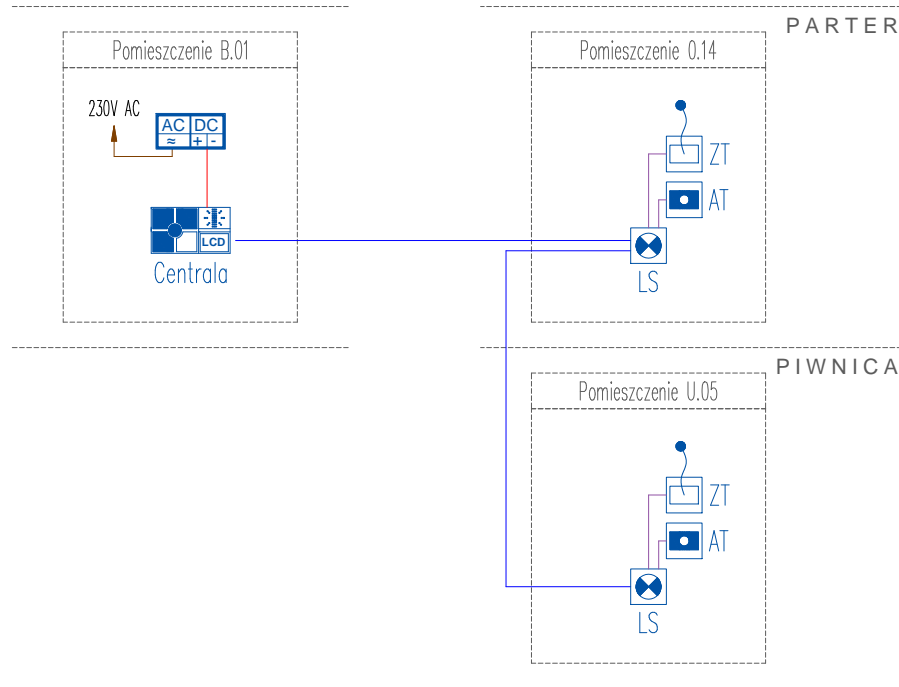 PARTER
Pomieszczenie B.01
230V AC
AC DC
≈ + -
LCD
Centrala
Pomieszczenie 0.14
ZT
AT
LS
PIWNICA
Pomieszczenie U.05
ZT
AT
LS